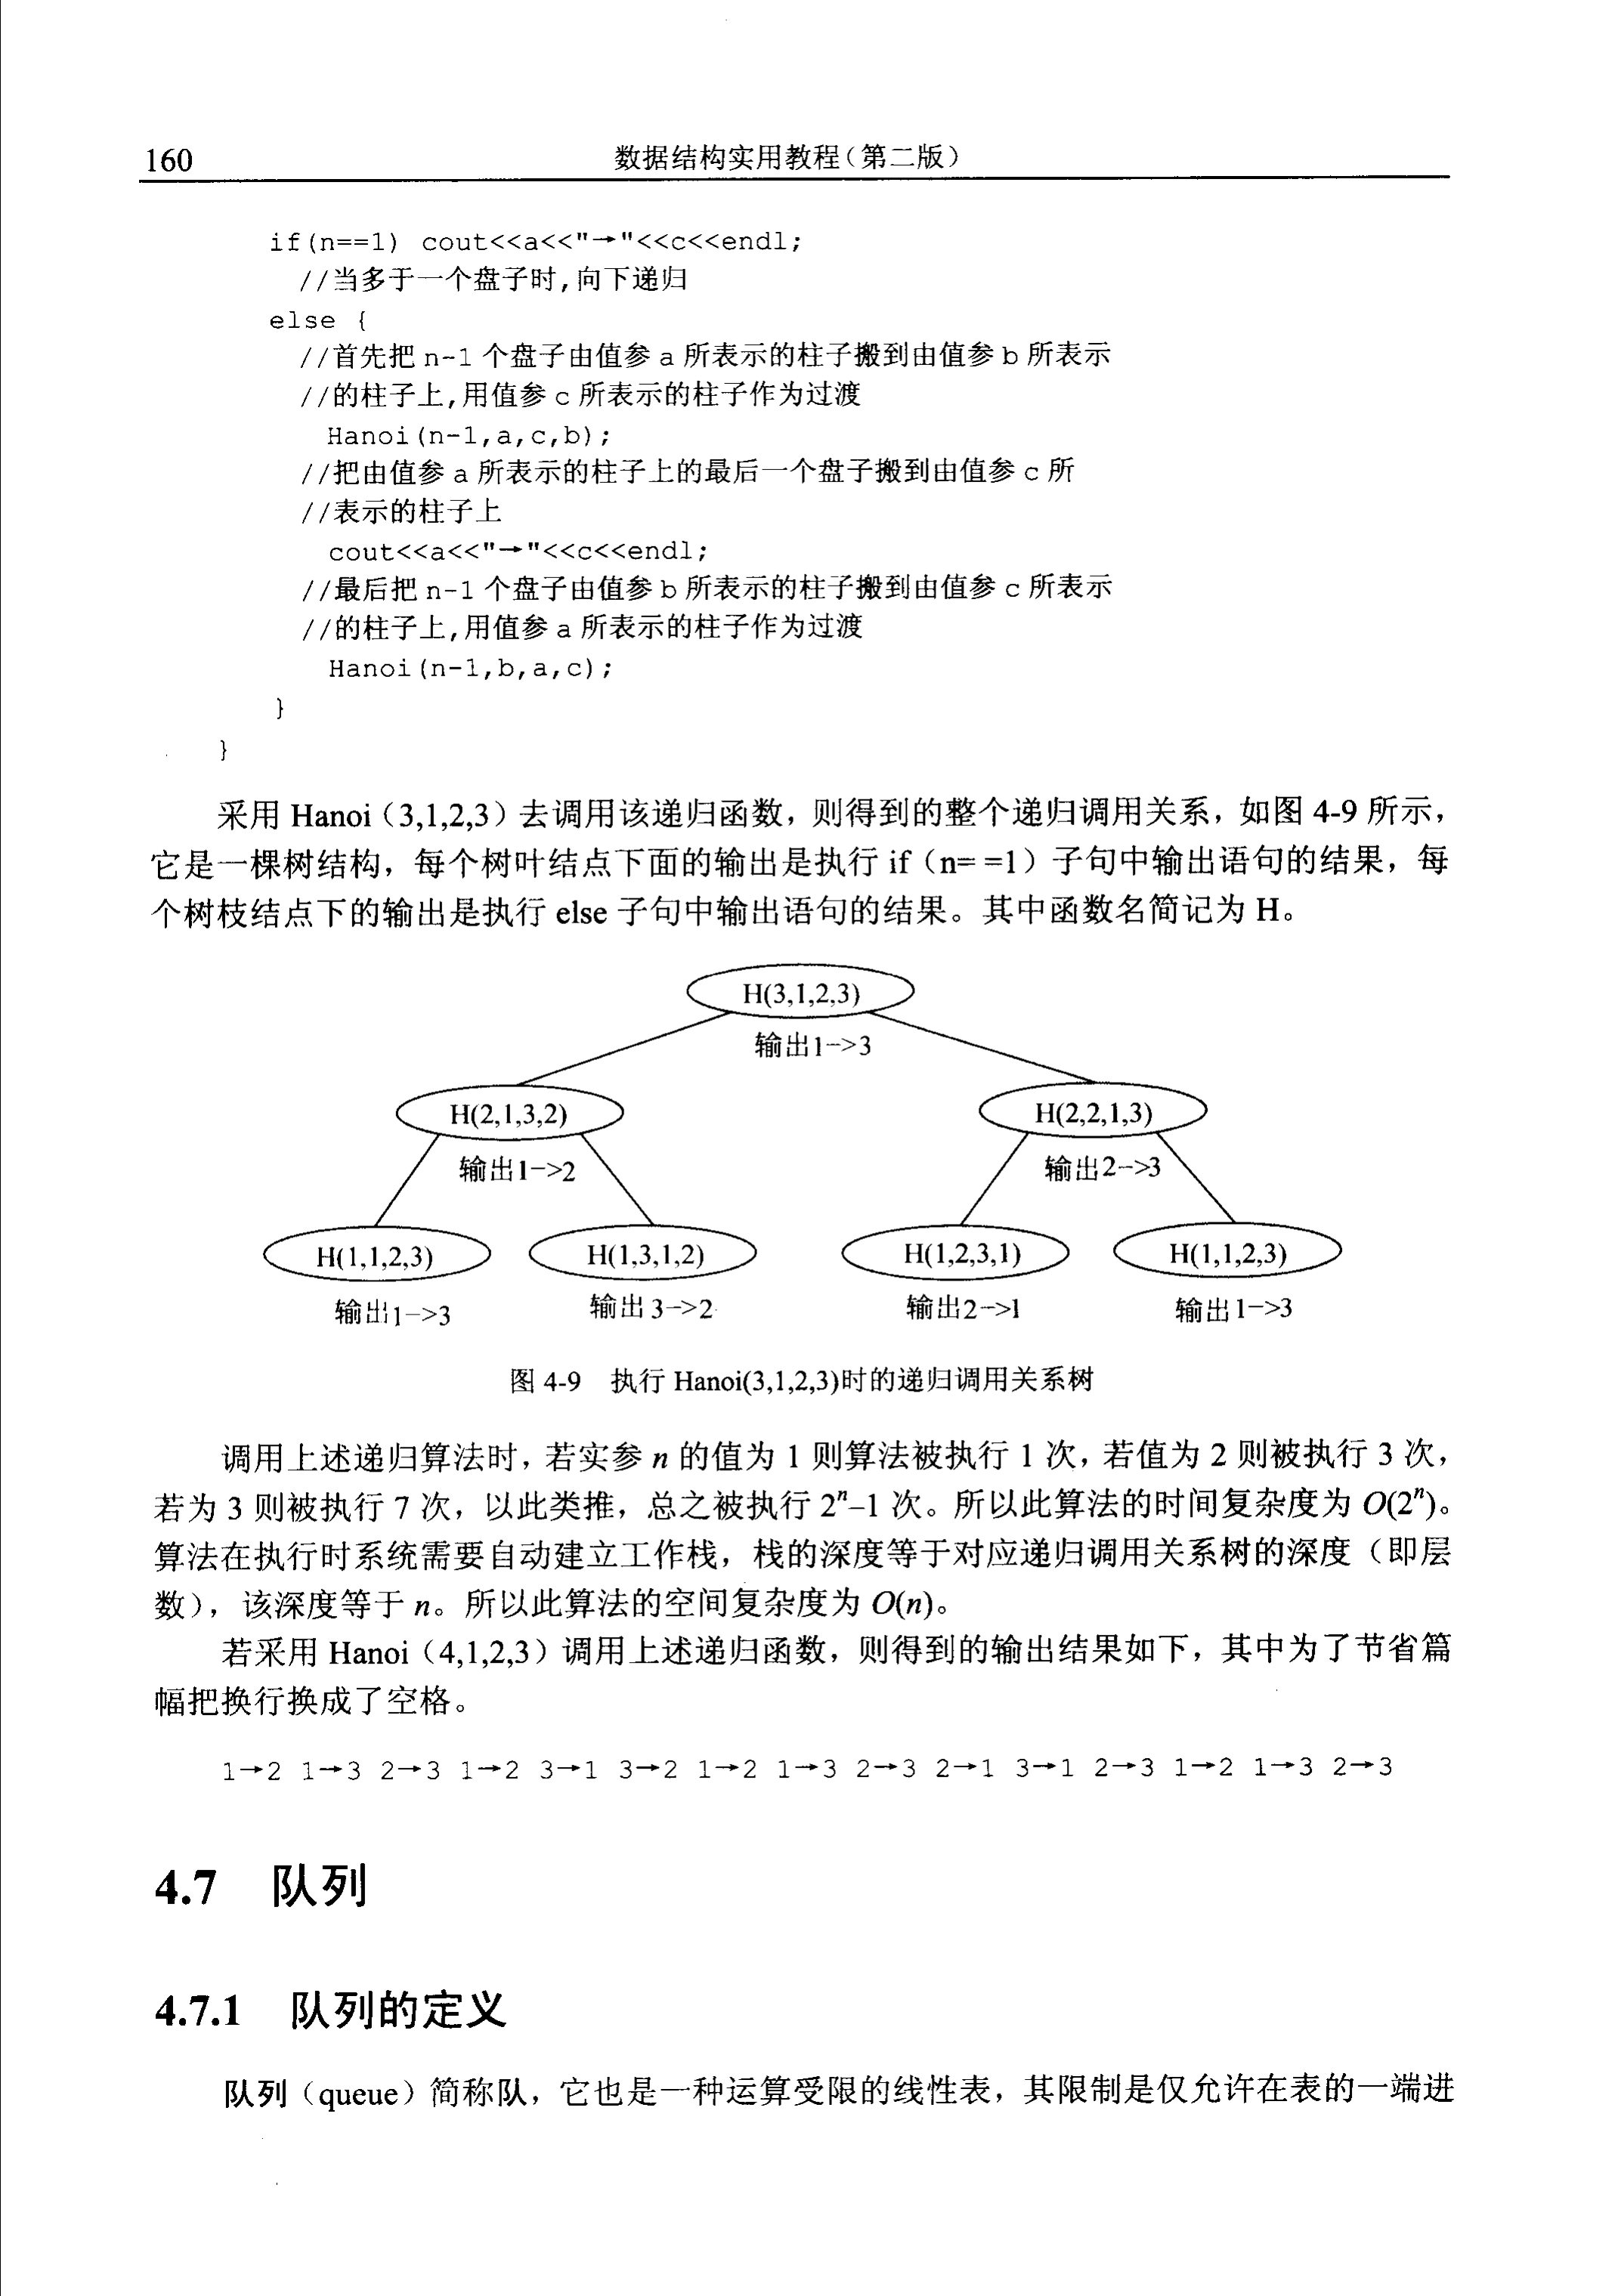 160 数据结构实用教程（第二版）
if(n==1) cout<<a<<"→"<<c<<endl;
//当多于一个盘子时,向下递归
else {
//首先把 n-1 个盘子由值参 a 所表示的柱子搬到由值参 b 所表示
//的柱子上,用值参 c 所表示的柱子作为过渡
Hanoi(n-1,a,c,b);
//把由值参 a 所表示的柱子上的最后一个盘子搬到由值参 c 所
//表示的柱子上
cout<<a<<"→"<<c<<endl;
//最后把 n-1 个盘子由值参 b 所表示的柱子搬到由值参 c 所表示
//的柱子上,用值参 a 所表示的柱子作为过渡
Hanoi(n-1,b,a,c);
}
}
采用 Hanoi（3,1,2,3）去调用该递归函数，则得到的整个递归调用关系，如图 4-9 所示，
它是一棵树结构，每个树叶结点下面的输出是执行 if（n= =1）子句中输出语句的结果，每
个树枝结点下的输出是执行 else 子句中输出语句的结果。其中函数名简记为 H。
H(3,1,2,3)
输出1->3
H(2,1,3,2) H(2,2,1,3)
输出1->2 输出2->3
H(1,1,2,3) H(1,3,1,2) H(1,2,3,1) H(1,1,2,3)
输出1->3 输出3->2 输出2->1 输出1->3
图 4-9 执行 Hanoi(3,1,2,3)时的递归调用关系树
调用上述递归算法时，若实参 n 的值为 1 则算法被执行 1 次，若值为 2 则被执行 3 次，
若为 3 则被执行 7 次，以此类推，总之被执行 2ⁿ–1 次。所以此算法的时间复杂度为 O(2ⁿ)。
算法在执行时系统需要自动建立工作栈，栈的深度等于对应递归调用关系树的深度（即层
数），该深度等于 n。所以此算法的空间复杂度为 O(n)。
若采用 Hanoi（4,1,2,3）调用上述递归函数，则得到的输出结果如下，其中为了节省篇
幅把换行换成了空格。
1→2 1→3 2→3 1→2 3→1 3→2 1→2 1→3 2→3 2→1 3→1 2→3 1→2 1→3 2→3
4.7 队列
4.7.1 队列的定义
队列（queue）简称队，它也是一种运算受限的线性表，其限制是仅允许在表的一端进